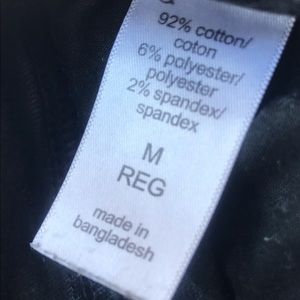 92% cotton/
coton
6% polyester/
polyester
2% spandex/
spandex
M
REG
made in
bangladesh